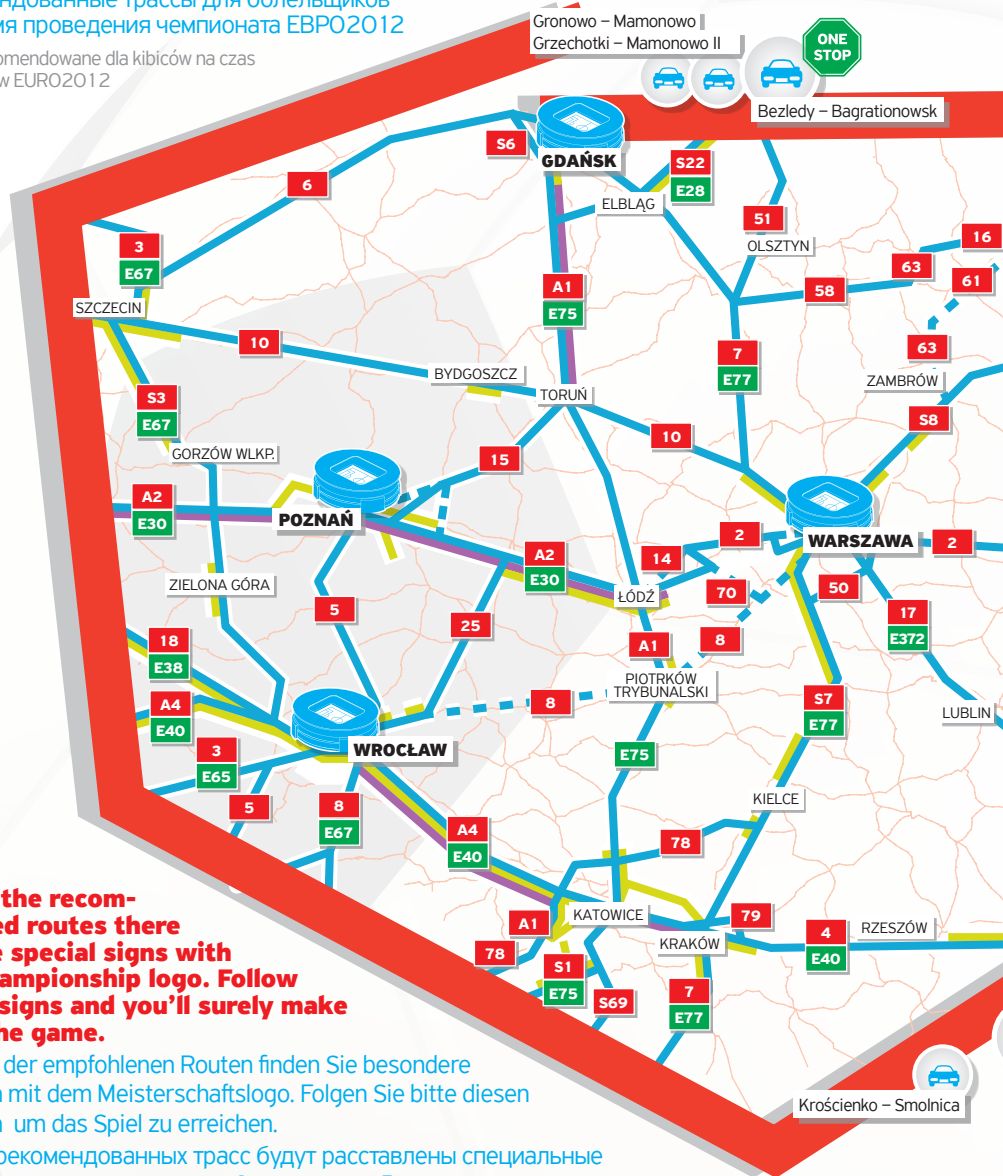 ндованные трассы для болельщиков
мя проведения чемпионата ЕВРО2012
omendowane dla kibiców na czas
w EURO2012
Gronowo – Mamonowo
Grzechotki – Mamonowo II
ONE
STOP
Bezledy – Bagrationowsk
S6
GDAŃSK
S22
E28
6
ELBLĄG
51
OLSZTYN
16
3
E67
63
61
A1
E75
58
SZCZECIN
10
7
E77
63
BYDGOSZCZ
TORUŃ
ZAMBRÓW
S3
E67
S8
10
GORZÓW WLKP.
15
A2
E30
POZNAŃ
2
WARSZAWA
2
A2
E30
14
ZIELONA GÓRA
ŁÓDŹ
70
50
5
25
17
E372
18
E38
A1
8
PIOTRKÓW
TRYBUNALSKI
A4
E40
8
S7
E77
LUBLIN
WROCŁAW
3
E65
E75
5
8
E67
KIELCE
A4
E40
78
the recom-
ed routes there
e special signs with
ampionship logo. Follow
signs and you'll surely make
he game.
A1
KATOWICE
79
RZESZÓW
KRAKÓW
4
E40
78
S1
E75
S69
7
E77
der empfohlenen Routen finden Sie besondere
n mit dem Meisterschaftslogo. Folgen Sie bitte diesen
n um das Spiel zu erreichen.
Krościenko – Smolnica
рекомендованных трасс будут расставлены специальные